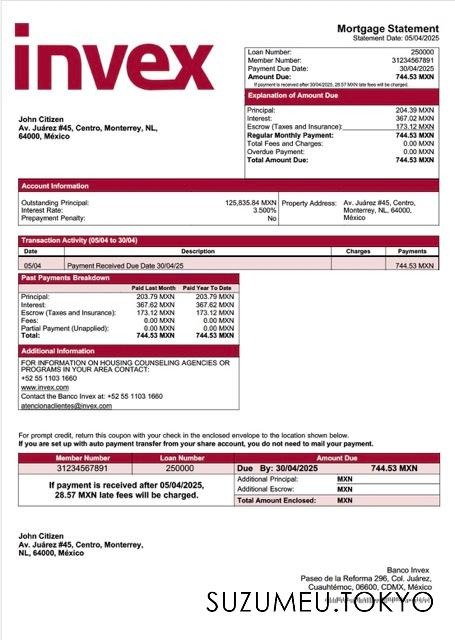 invex
Mortgage Statement
Statement Date: 05/04/2025
Loan Number: 250000
Member Number: 31234567891
Payment Due Date: 30/04/2025
Amount Due: 744.53 MXN
If payment is received after 30/04/2025, 28.57 MXN late fees will be charged.
John Citizen
Av. Juárez #45, Centro, Monterrey, NL,
64000, México
Explanation of Amount Due
Principal: 204.39 MXN
Interest: 367.02 MXN
Escrow (Taxes and Insurance): 173.12 MXN
Regular Monthly Payment: 744.53 MXN
Total Fees and Charges: 0.00 MXN
Overdue Payment: 0.00 MXN
Total Amount Due: 744.53 MXN
Account Information
Outstanding Principal: 125,835.84 MXN
Interest Rate: 3.500%
Prepayment Penalty: No
Property Address: Av. Juárez #45, Centro,
Monterrey, NL, 64000,
México
Transaction Activity (05/04 to 30/04)
Date Description Charges Payments
05/04 Payment Received Due Date 30/04/25 744.53 MXN
Past Payments Breakdown
Paid Last Month Paid Year To Date
Principal: 203.79 MXN 203.79 MXN
Interest: 367.62 MXN 367.62 MXN
Escrow (Taxes and Insurance): 173.12 MXN 173.12 MXN
Fees: 0.00 MXN 0.00 MXN
Partial Payment (Unapplied): 0.00 MXN 0.00 MXN
Total: 744.53 MXN 744.53 MXN
Additional Information
FOR INFORMATION ON HOUSING COUNSELING AGENCIES OR
PROGRAMS IN YOUR AREA CONTACT:
+52 55 1103 1660
www.invex.com
Contact the Banco Invex at: +52 55 1103 1660
atencionaclientes@invex.com
For prompt credit, return this coupon with your check in the enclosed envelope to the location shown below.
If you are set up with auto payment transfer from your share account, you do not need to mail your payment.
Member Number Loan Number Amount Due
31234567891 250000 Due By: 30/04/2025 744.53 MXN
If payment is received after 05/04/2025,
28.57 MXN late fees will be charged.
Additional Principal: MXN
Additional Escrow: MXN
Total Amount Enclosed: MXN
John Citizen
Av. Juárez #45, Centro, Monterrey,
NL, 64000, México
Banco Invex
Paseo de la Reforma 296, Col. Juárez,
Cuauhtémoc, 06600, CDMX, México
SUZUMEU.TOKYO